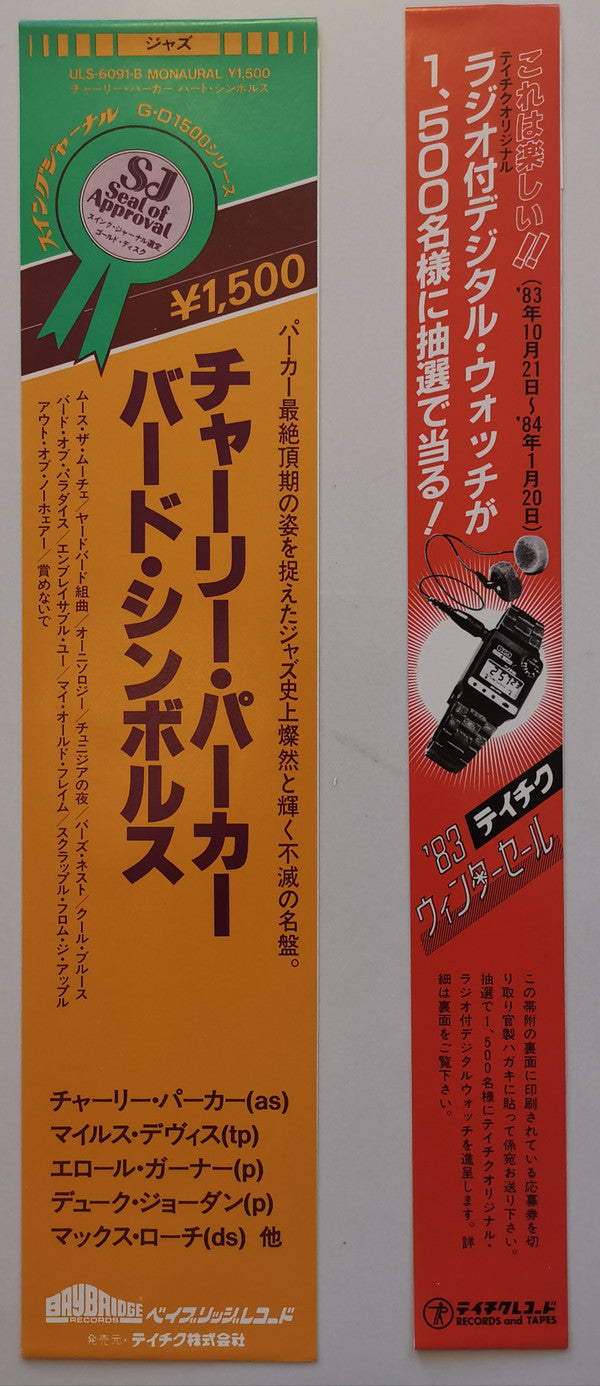 ジャズ
ULS-6091-B MONAURAL ¥1,500
チャーリー・パーカー バード・シンボルス
スイングジャーナル G・D1500シリーズ
SJ
Seal of
Approval
スイング・ジャーナル選定
ゴールド・ディスク
¥1,500
パーカー最絶頂期の姿を捉えたジャズ史上燦然と輝く不滅の名盤。
チャーリー・パーカー
バード・シンボルス
ムース・ザ・ムーチェ/ヤードバード組曲/オーニソロジー/チュニジアの夜/バーズ・ネスト/クール・ブルース
バード・オブ・パラダイス/エンブレイサブル・ユー/マイ・オールド・フレイム/スクラップル・フロム・ジ・アップル
アウト・オブ・ノーホェアー/賞めないで
チャーリー・パーカー(as)
マイルス・デヴィス(tp)
エロール・ガーナー(p)
デューク・ジョーダン(p)
マックス・ローチ(ds) 他
BAYBRIDGE
RECORDS
ベイブリッジレコード
発売元・テイチク株式会社
これは楽しい!!
('83年10月21日〜'84年1月20日)
テイチクオリジナル
ラジオ付デジタル・ウォッチが
1,500名様に抽選で当る!
テイチク
'83
ウィンターセール
この帯附の裏面に印刷されている応募券を切
り取り官製ハガキに貼って係宛お送り下さい。
抽選で1,500名様にテイチクオリジナル・
ラジオ付デジタルウォッチを進呈します。詳
細は裏面をご覧下さい。
テイチクレコード
RECORDS and TAPES